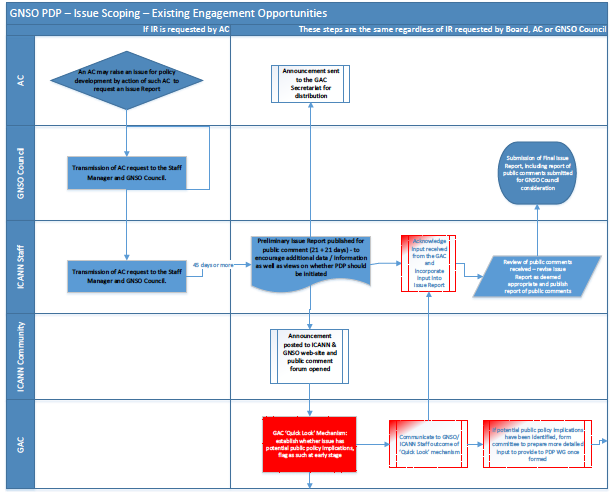 GNSO PDP – Issue Scoping – Existing Engagement Opportunities
If IR is requested by AC
These steps are the same regardless of IR requested by Board, AC or GNSO Council
AC
An AC may raise an issue for policy
development by action of such AC to
request an Issue Report
Announcement sent
to the GAC
Secretariat for
distribution
GNSO Council
Transmission of AC request to the Staff
Manager and GNSO Council.
Submission of Final Issue
Report, including report of
public comments submitted
for GNSO Council
consideration
ICANN Staff
Transmission of AC request to the Staff
Manager and GNSO Council.
45 days or more
Preliminary Issue Report published for
public comment (21 + 21 days) - to
encourage additional data / information
as well as views on whether PDP should
be initiated
Acknowledge
input received
from the GAC
and
incorporate
input into
Issue Report
Review of public comments
received – revise Issue
Report as deemed
appropriate and publish
report of public comments
ICANN Community
Announcement
posted to ICANN &
GNSO web-site and
public comment
forum opened
GAC
GAC 'Quick Look' Mechanism:
establish whether issue has
potential public policy implications,
flag as such at early stage
Communicate to GNSO/
ICANN Staff outcome of
'Quick Look' mechanism
If potential public policy implications
have been identified, form
committee to prepare more detailed
input to provide to PDP WG once
formed